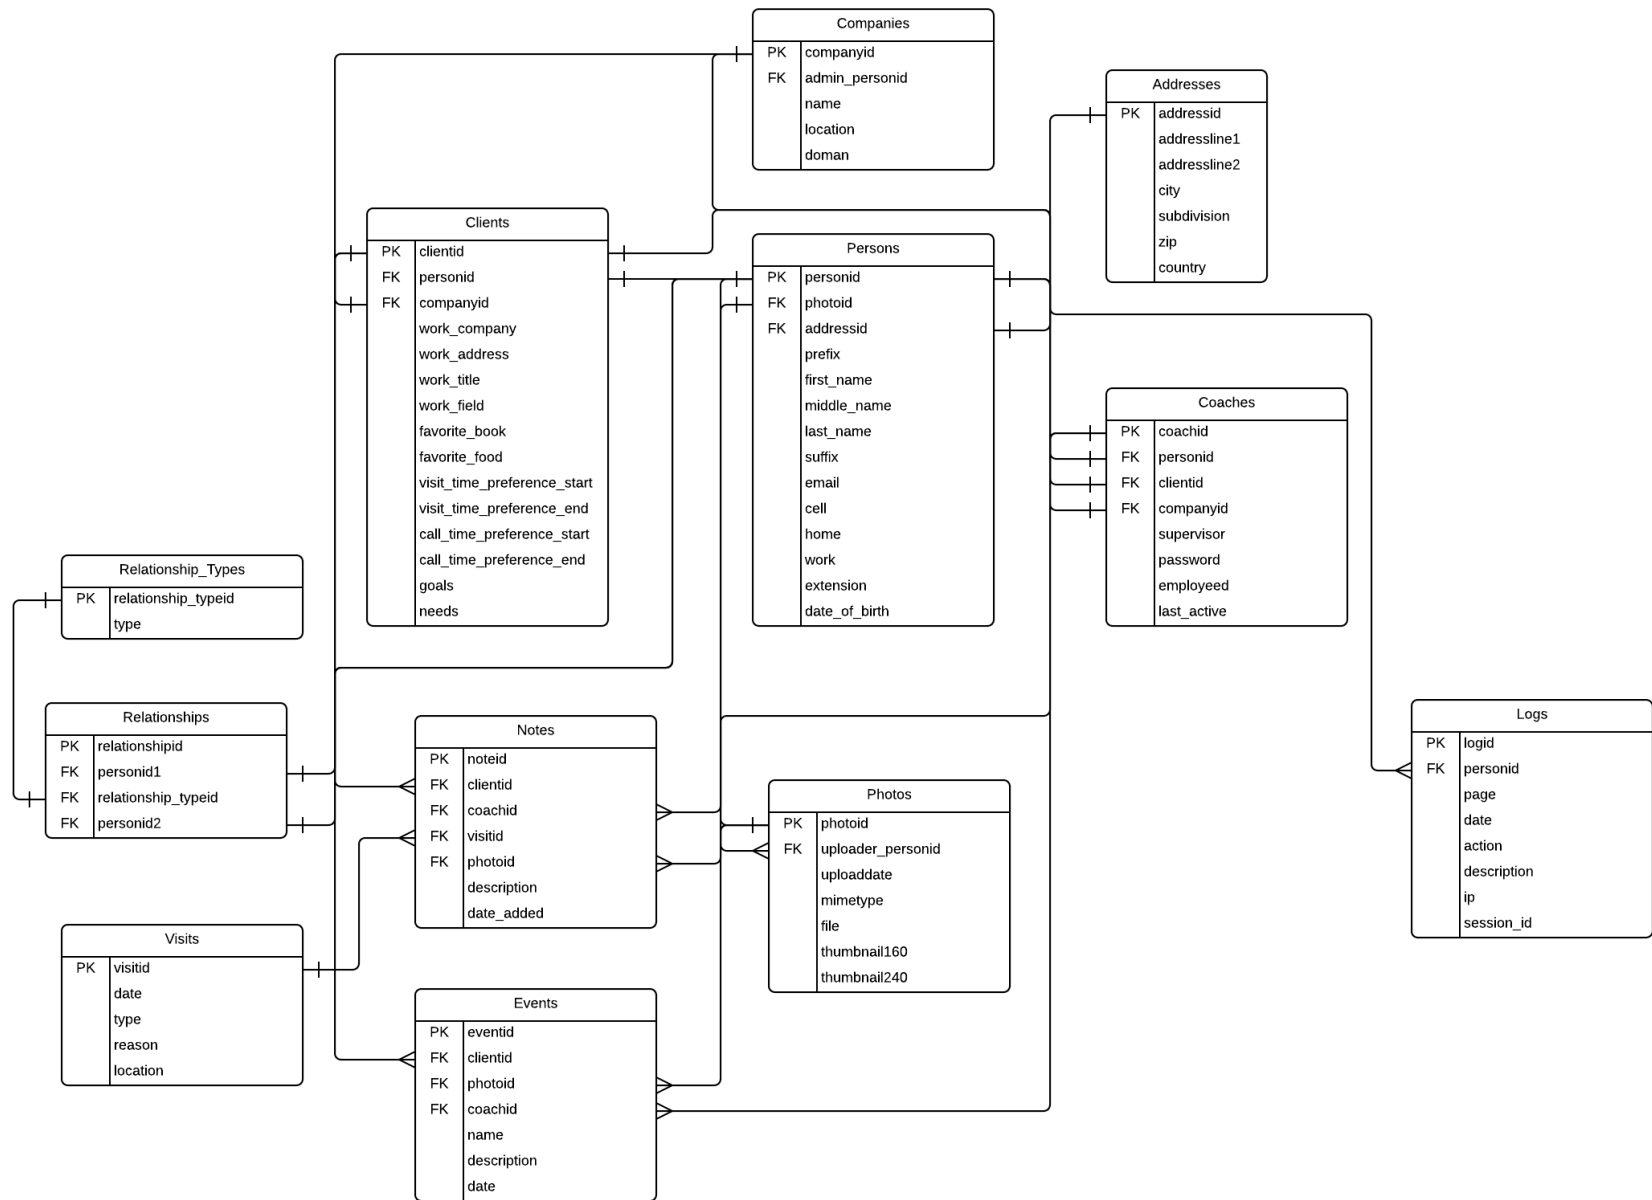 Companies
PK companyid
FK admin_personid
name
location
doman
Addresses
PK addressid
addressline1
addressline2
city
subdivision
zip
country
Clients
PK clientid
FK personid
FK companyid
work_company
work_address
work_title
work_field
favorite_book
favorite_food
visit_time_preference_start
visit_time_preference_end
call_time_preference_start
call_time_preference_end
goals
needs
Persons
PK personid
FK photoid
FK addressid
prefix
first_name
middle_name
last_name
suffix
email
cell
home
work
extension
date_of_birth
Coaches
PK coachid
FK personid
FK clientid
FK companyid
supervisor
password
employeed
last_active
Relationship_Types
PK relationship_typeid
type
Relationships
PK relationshipid
FK personid1
FK relationship_typeid
FK personid2
Notes
PK noteid
FK clientid
FK coachid
FK visitid
FK photoid
description
date_added
Photos
PK photoid
FK uploader_personid
uploaddate
mimetype
file
thumbnail160
thumbnail240
Logs
PK logid
FK personid
page
date
action
description
ip
session_id
Visits
PK visitid
date
type
reason
location
Events
PK eventid
FK clientid
FK photoid
FK coachid
name
description
date